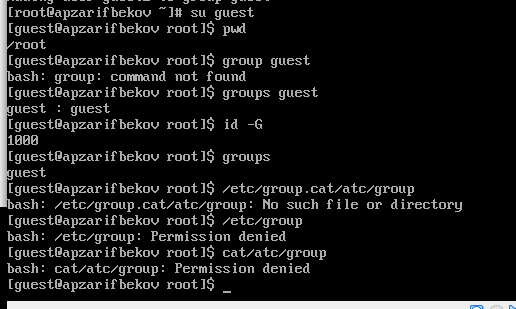 [root@apzarifbekov ~]# su guest
[guest@apzarifbekov root]$ pwd
/root
[guest@apzarifbekov root]$ group guest
bash: group: command not found
[guest@apzarifbekov root]$ groups guest
guest : guest
[guest@apzarifbekov root]$ id -G
1000
[guest@apzarifbekov root]$ groups
guest
[guest@apzarifbekov root]$ /etc/group.cat/atc/group
bash: /etc/group.cat/atc/group: No such file or directory
[guest@apzarifbekov root]$ /etc/group
bash: /etc/group: Permission denied
[guest@apzarifbekov root]$ cat/atc/group
bash: cat/atc/group: Permission denied
[guest@apzarifbekov root]$ _